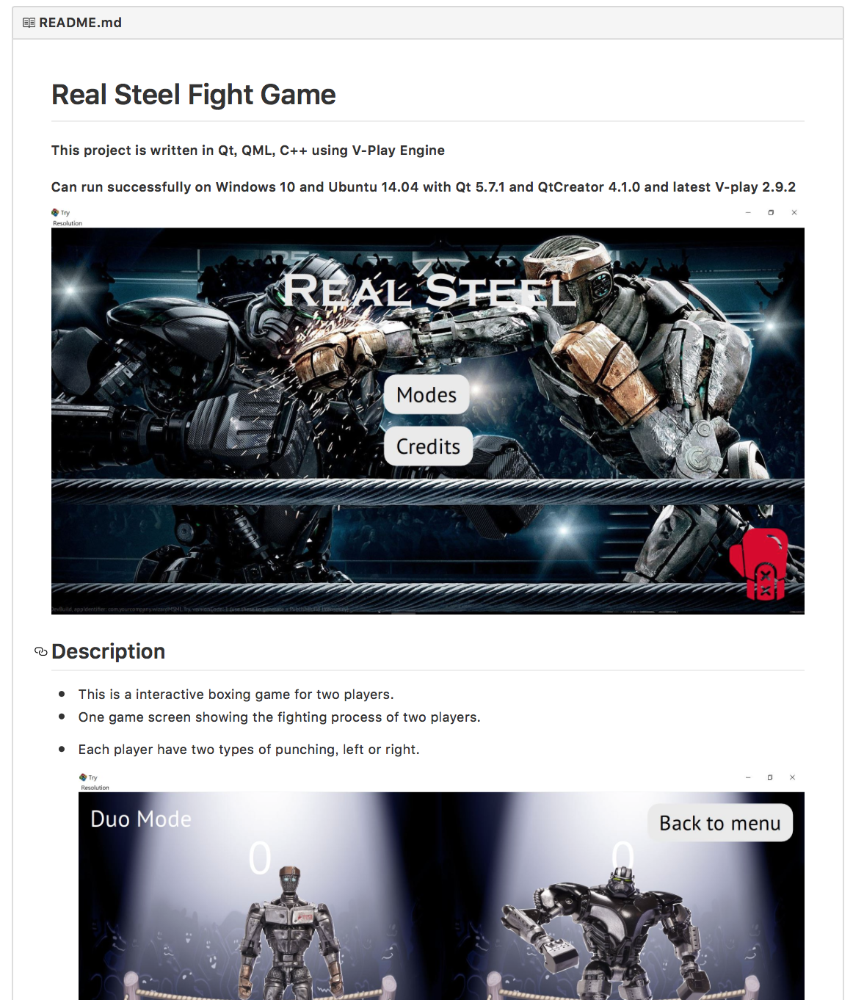 README.md
Real Steel Fight Game
This project is written in Qt, QML, C++ using V-Play Engine
Can run successfully on Windows 10 and Ubuntu 14.04 with Qt 5.7.1 and QtCreator 4.1.0 and latest V-play 2.9.2
Try
Resolution
REAL STEEL
Modes
Credits
Description
This is a interactive boxing game for two players.
One game screen showing the fighting process of two players.
Each player have two types of punching, left or right.
Try
Resolution
Duo Mode
Back to menu
0 0